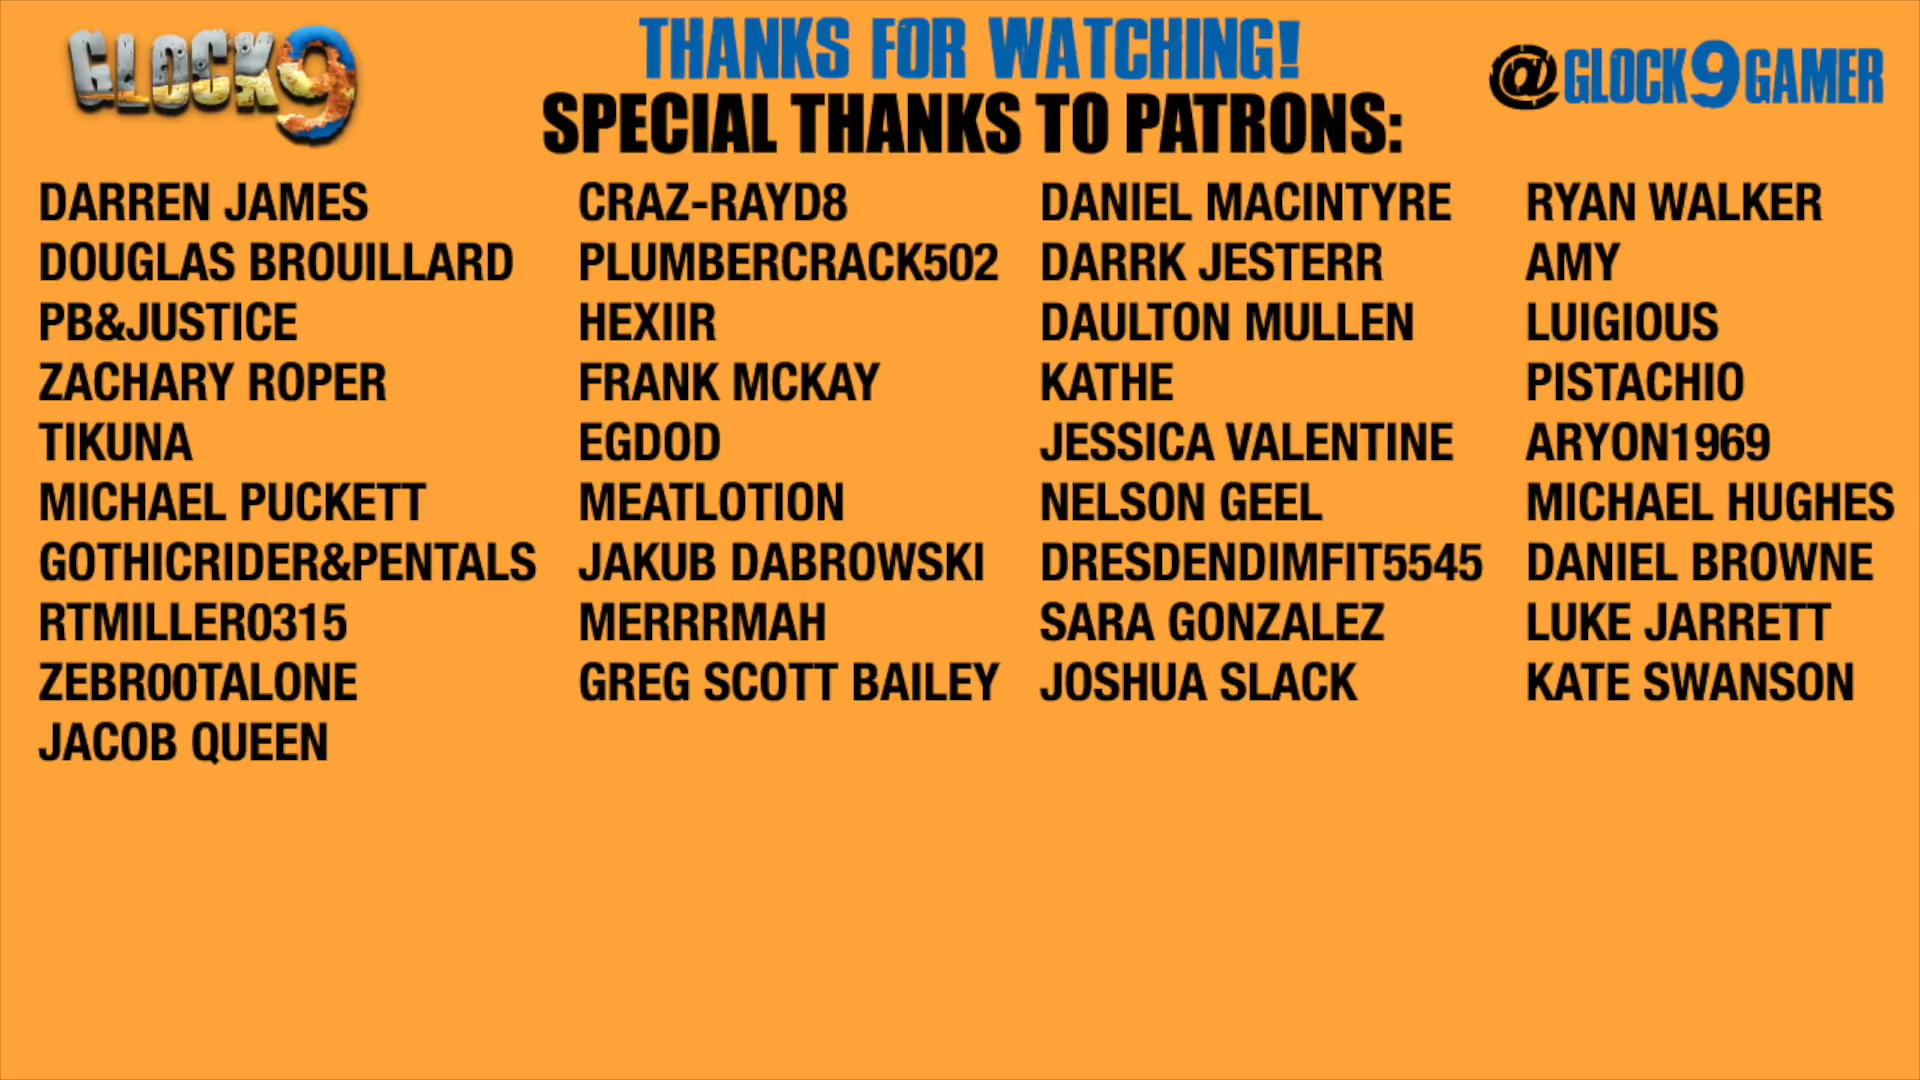 GLOCK9
THANKS FOR WATCHING!
@GLOCK9GAMER
SPECIAL THANKS TO PATRONS:
DARREN JAMES
DOUGLAS BROUILLARD
PB&JUSTICE
ZACHARY ROPER
TIKUNA
MICHAEL PUCKETT
GOTHICRIDER&PENTALS
RTMILLER0315
ZEBR00TALONE
JACOB QUEEN
CRAZ-RAYD8
PLUMBERCRACK502
HEXIIR
FRANK MCKAY
EGDOD
MEATLOTION
JAKUB DABROWSKI
MERRRMAH
GREG SCOTT BAILEY
DANIEL MACINTYRE
DARRK JESTERR
DAULTON MULLEN
KATHE
JESSICA VALENTINE
NELSON GEEL
DRESDENDIMFIT5545
SARA GONZALEZ
JOSHUA SLACK
RYAN WALKER
AMY
LUIGIOUS
PISTACHIO
ARYON1969
MICHAEL HUGHES
DANIEL BROWNE
LUKE JARRETT
KATE SWANSON